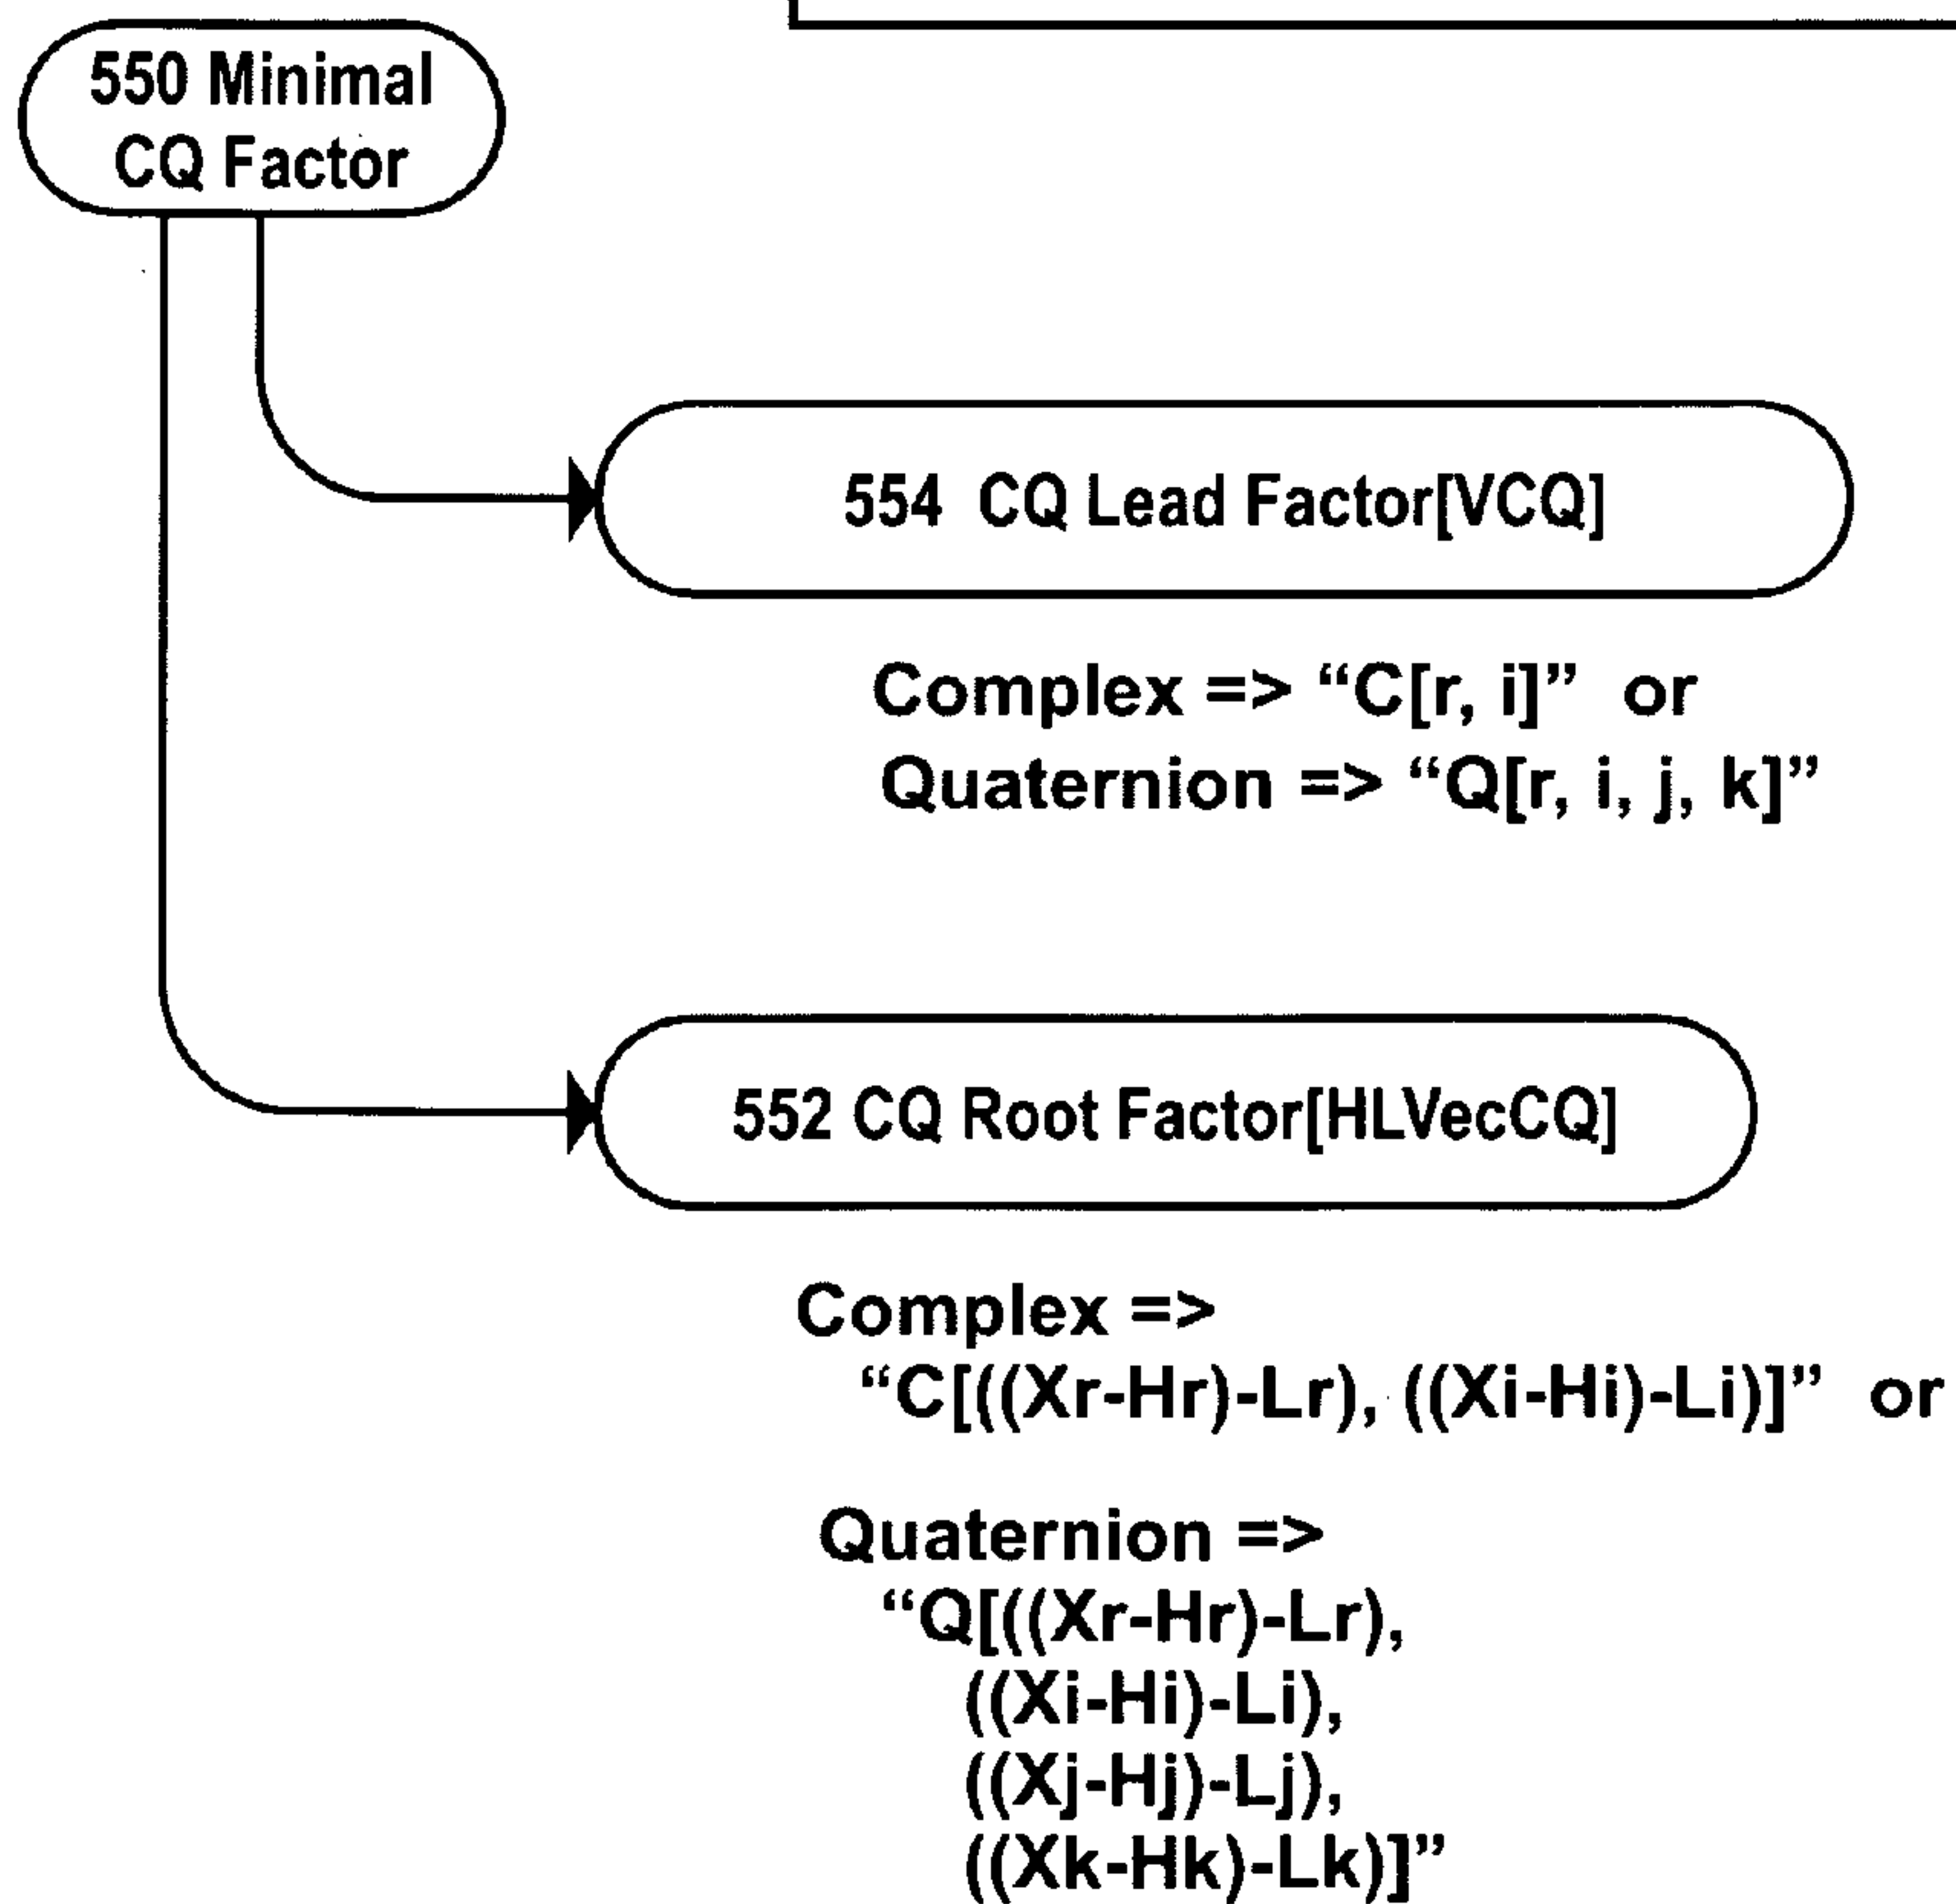 550 Minimal
CQ Factor
554 CQ Lead Factor[VCQ]
Complex => “C[r, i]” or
Quaternion => “Q[r, i, j, k]”
552 CQ Root Factor[HLVecCQ]
Complex =>
“C[((Xr-Hr)-Lr), ((Xi-Hi)-Li)]” or
Quaternion =>
“Q[((Xr-Hr)-Lr),
((Xi-Hi)-Li),
((Xj-Hj)-Lj),
((Xk-Hk)-Lk)]”